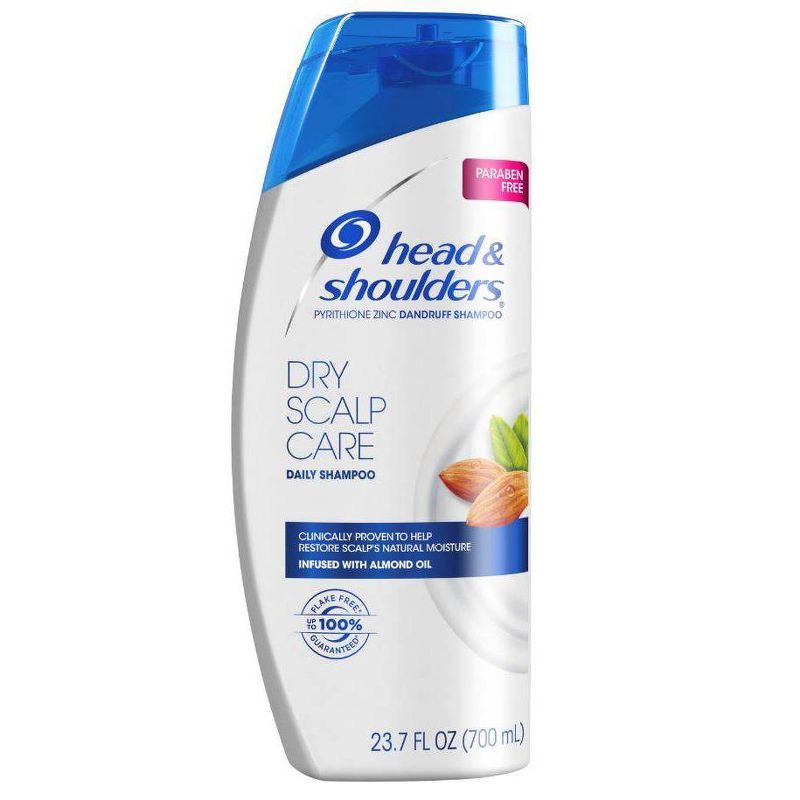 PARABEN
FREE
head &
shoulders®
PYRITHIONE ZINC DANDRUFF SHAMPOO
DRY
SCALP
CARE
DAILY SHAMPOO
CLINICALLY PROVEN TO HELP
RESTORE SCALP'S NATURAL MOISTURE
INFUSED WITH ALMOND OIL
FLAKE FREE*
UP TO 100%
GUARANTEED*
23.7 FL OZ (700 mL)